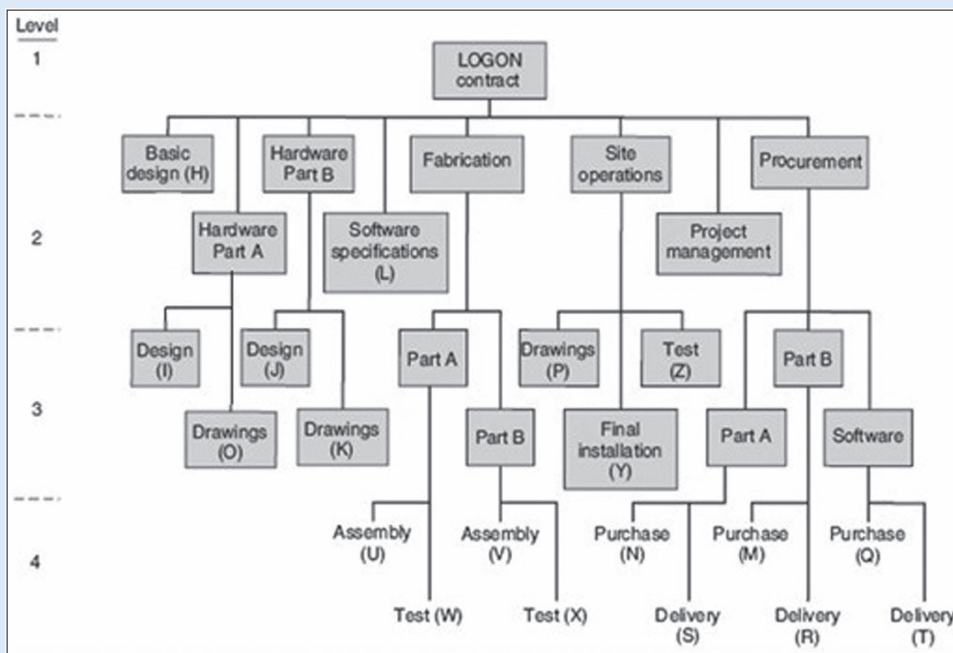 Level
1
LOGON
contract
Basic
design (H)
Hardware
Part B
Fabrication
Site
operations
Procurement
2
Hardware
Part A
Software
specifications
(L)
Project
management
Design
(I)
Design
(J)
Part A
Drawings
(P)
Test
(Z)
Part B
3
Drawings
(O)
Drawings
(K)
Part B
Final
installation
(Y)
Part A
Software
4
Assembly
(U)
Assembly
(V)
Purchase
(N)
Purchase
(M)
Purchase
(Q)
Test (W)
Test (X)
Delivery
(S)
Delivery
(R)
Delivery
(T)